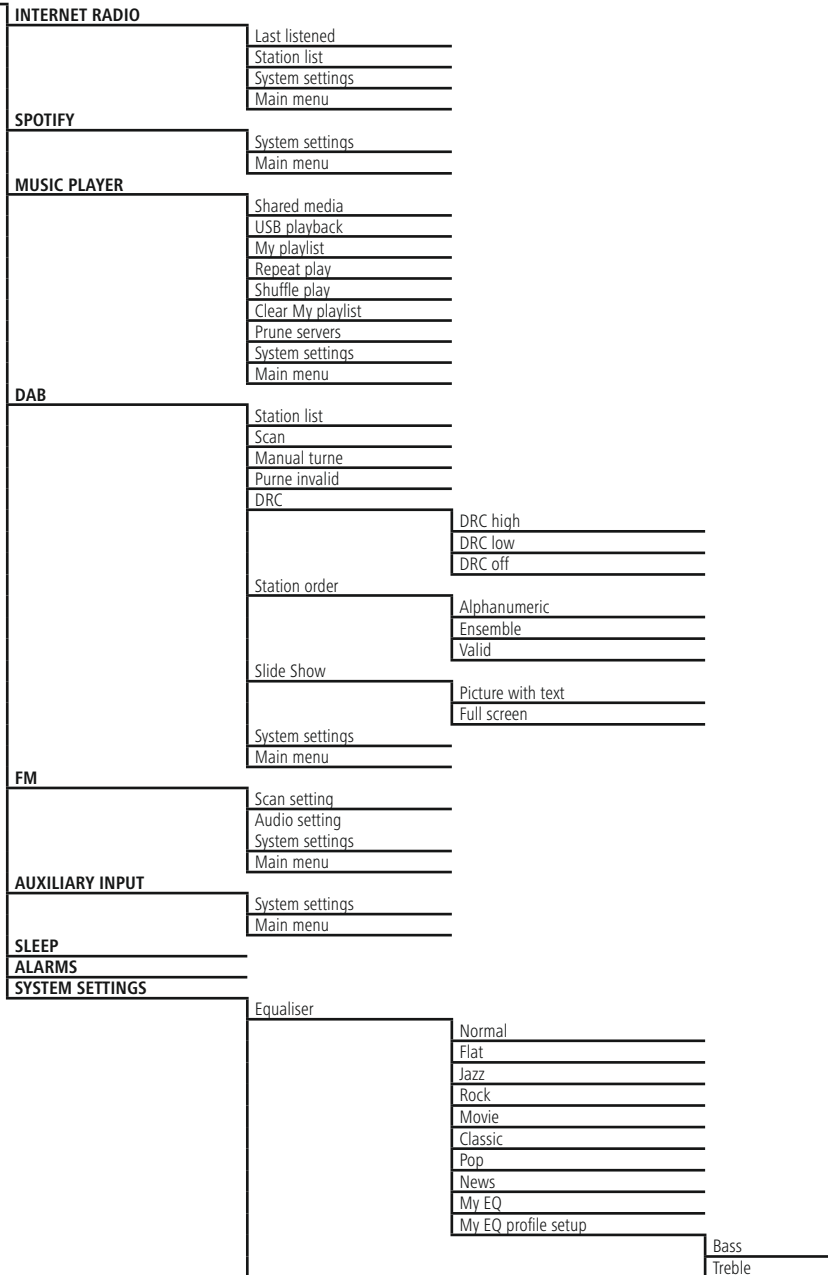 INTERNET RADIO
Last listened
Station list
System settings
Main menu
SPOTIFY
System settings
Main menu
MUSIC PLAYER
Shared media
USB playback
My playlist
Repeat play
Shuffle play
Clear My playlist
Prune servers
System settings
Main menu
DAB
Station list
Scan
Manual turne
Purne invalid
DRC
DRC high
DRC low
DRC off
Station order
Alphanumeric
Ensemble
Valid
Slide Show
Picture with text
Full screen
System settings
Main menu
FM
Scan setting
Audio setting
System settings
Main menu
AUXILIARY INPUT
System settings
Main menu
SLEEP
ALARMS
SYSTEM SETTINGS
Equaliser
Normal
Flat
Jazz
Rock
Movie
Classic
Pop
News
My EQ
My EQ profile setup
Bass
Treble